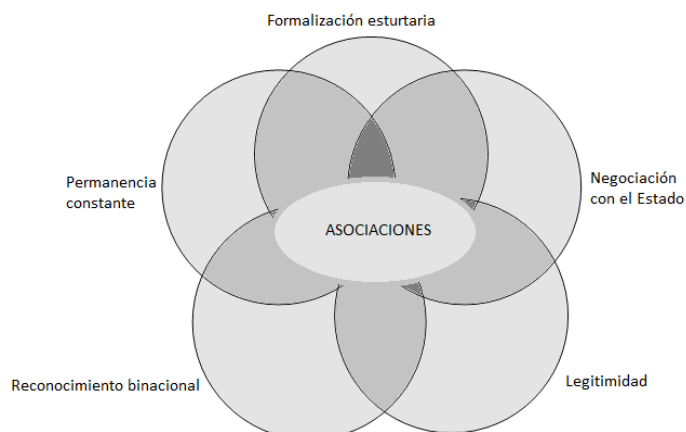 Formalización esturtaria
Permanencia
constante
Negociación
con el Estado
ASOCIACIONES
Reconocimiento binacional
Legitimidad